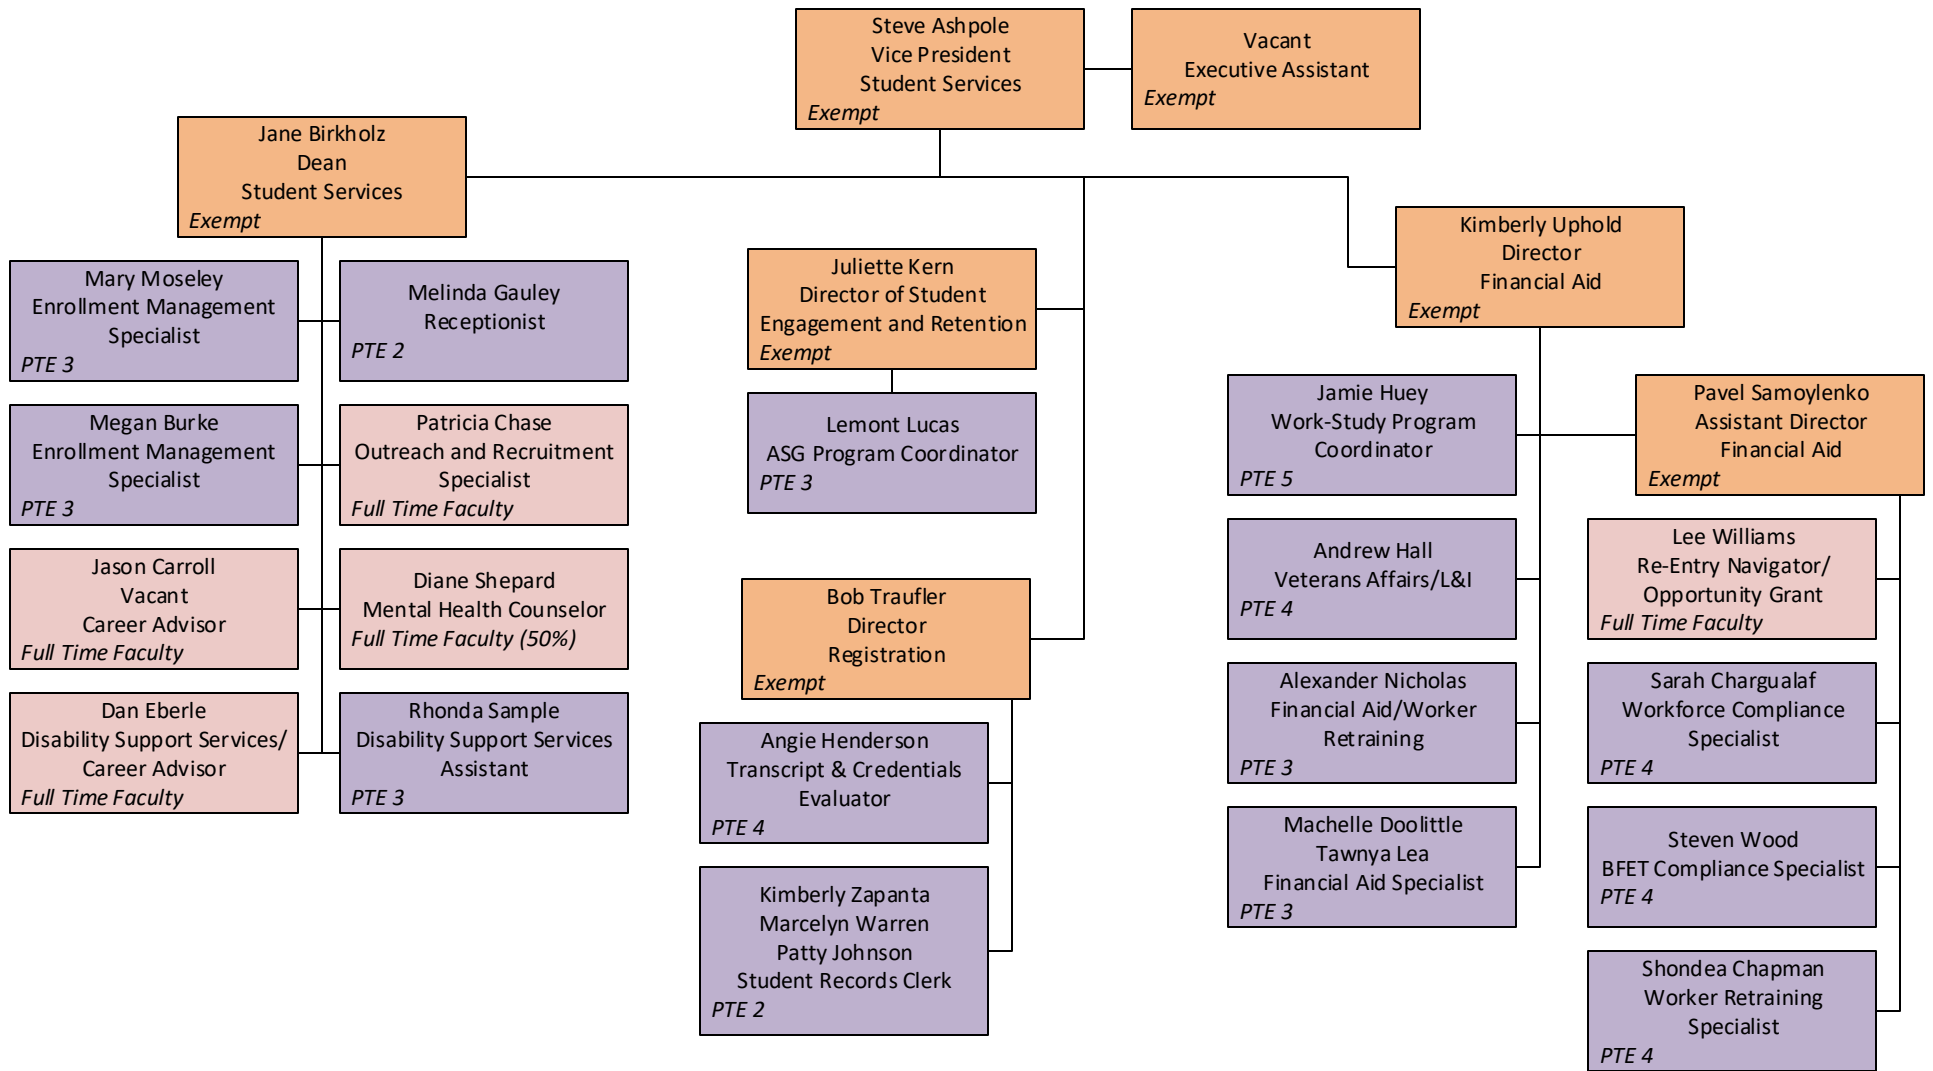 Steve Ashpole
Vice President
Student Services
Exempt
Vacant
Executive Assistant
Exempt
Jane Birkholz
Dean
Student Services
Exempt
Mary Moseley
Enrollment Management
Specialist
PTE 3
Melinda Gauley
Receptionist
PTE 2
Megan Burke
Enrollment Management
Specialist
PTE 3
Patricia Chase
Outreach and Recruitment
Specialist
Full Time Faculty
Jason Carroll
Vacant
Career Advisor
Full Time Faculty
Diane Shepard
Mental Health Counselor
Full Time Faculty (50%)
Dan Eberle
Disability Support Services/
Career Advisor
Full Time Faculty
Rhonda Sample
Disability Support Services
Assistant
PTE 3
Juliette Kern
Director of Student
Engagement and Retention
Exempt
Lemont Lucas
ASG Program Coordinator
PTE 3
Bob Traufler
Director
Registration
Exempt
Angie Henderson
Transcript & Credentials
Evaluator
PTE 4
Kimberly Zapanta
Marcelyn Warren
Patty Johnson
Student Records Clerk
PTE 2
Kimberly Uphold
Director
Financial Aid
Exempt
Jamie Huey
Work-Study Program
Coordinator
PTE 5
Andrew Hall
Veterans Affairs/L&I
PTE 4
Alexander Nicholas
Financial Aid/Worker
Retraining
PTE 3
Machelle Doolittle
Tawnya Lea
Financial Aid Specialist
PTE 3
Pavel Samoylenko
Assistant Director
Financial Aid
Exempt
Lee Williams
Re-Entry Navigator/
Opportunity Grant
Full Time Faculty
Sarah Chargualaf
Workforce Compliance
Specialist
PTE 4
Steven Wood
BFET Compliance Specialist
PTE 4
Shondea Chapman
Worker Retraining
Specialist
PTE 4